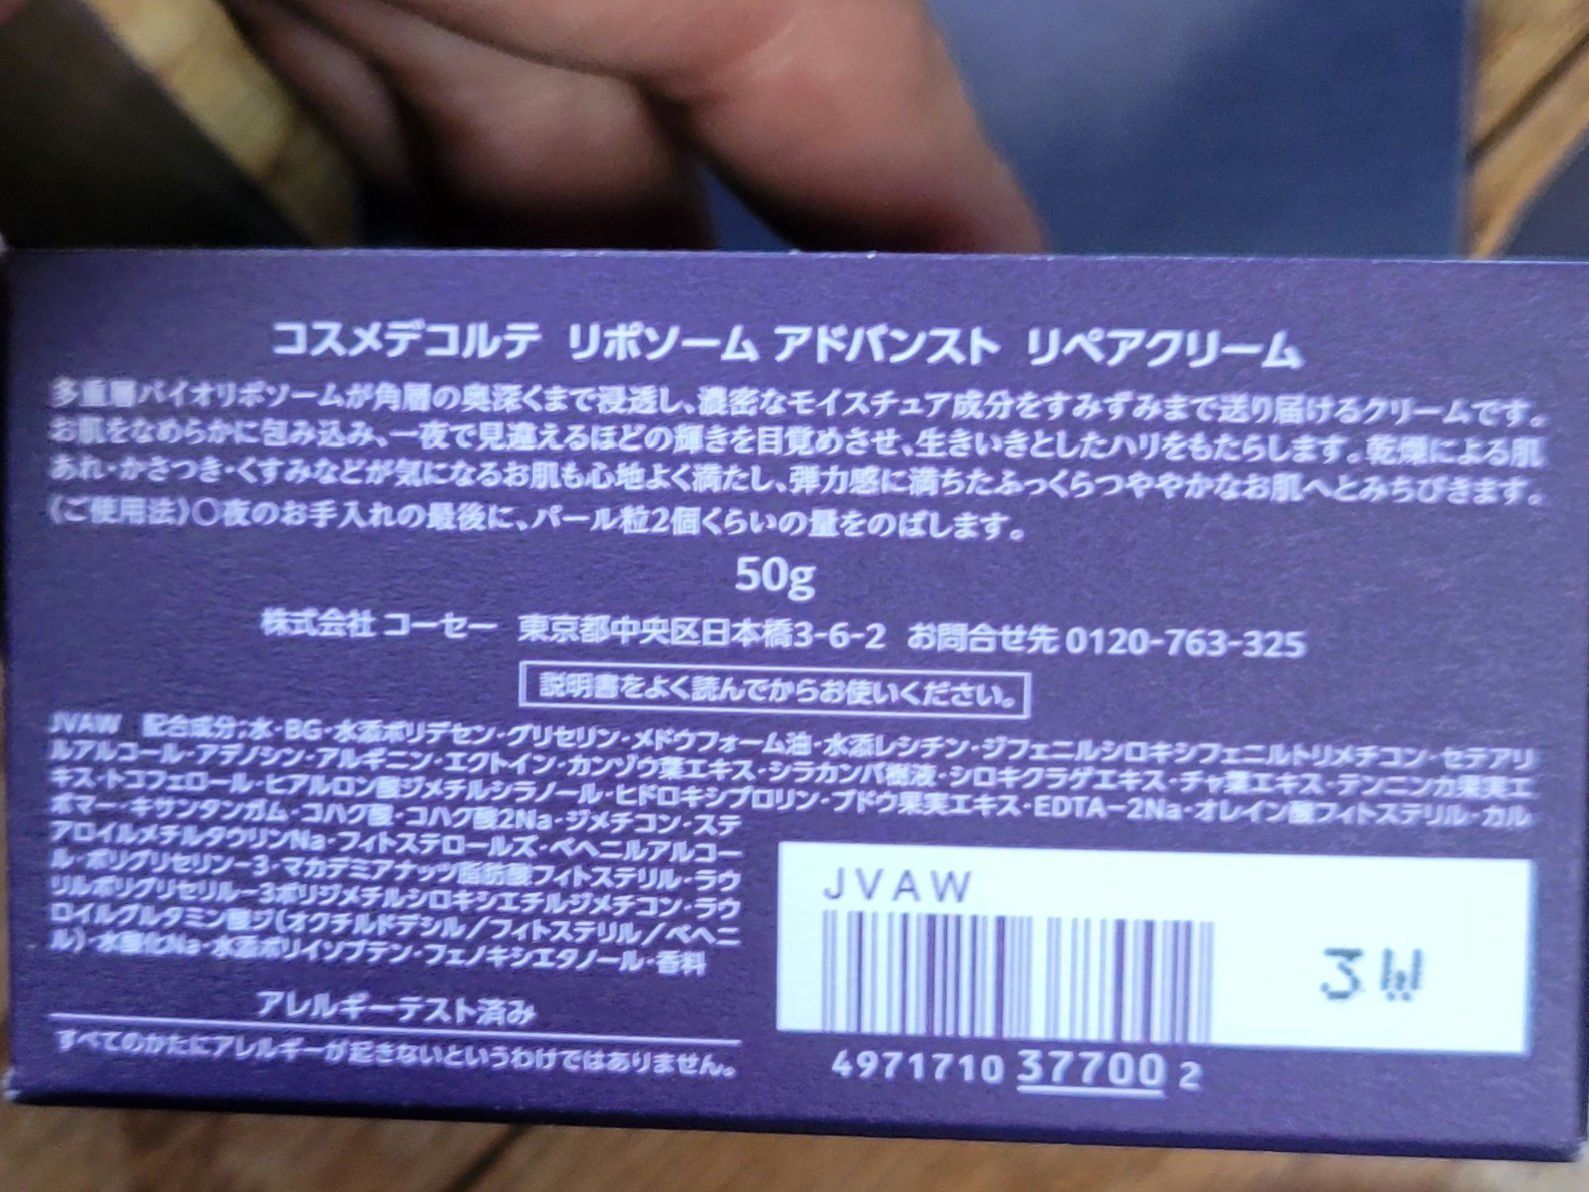 コスメデコルテ リポソーム アドバンスト リペアクリーム
多重層バイオリポソームが角層の奥深くまで浸透し、濃密なモイスチュア成分をすみずみまで送り届けるクリームです。
お肌をなめらかに包み込み、一夜で見違えるほどの輝きを目覚めさせ、生きいきとしたハリをもたらします。乾燥による肌
あれ・かさつき・くすみなどが気になるお肌も心地よく満たし、弾力感に満ちたふっくらつややかなお肌へとみちびきます。
(ご使用法)○夜のお手入れの最後に、パール粒2個くらいの量をのばします。
50g
株式会社 コーセー 東京都中央区日本橋3-6-2 お問合せ先 0120-763-325
説明書をよく読んでからお使いください。
JVAW 配合成分;水・BG・水添ポリデセン・グリセリン・メドウフォーム油・水添レシチン・ジフェニルシロキシフェニルトリメチコン・セテアリ
ルアルコール・アデノシン・アルギニン・エクトイン・カンゾウ葉エキス・シラカンバ樹液・シロキクラゲエキス・チャ葉エキス・テンニンカ果実エ
キス・トコフェロール・ヒアルロン酸ジメチルシラノール・ヒドロキシプロリン・ブドウ果実エキス・EDTA-2Na・オレイン酸フィトステリル・カル
ボマー・キサンタンガム・コハク酸・コハク酸2Na・ジメチコン・ステ
アロイルメチルタウリンNa・フィトステロールズ・ベヘニルアルコー
ル・ポリグリセリン-3・マカデミアナッツ脂肪酸フィトステリル・ラウ
リルポリグリセリル-3ポリジメチルシロキシエチルジメチコン・ラウ
ロイルグルタミン酸ジ(オクチルドデシル/フィトステリル/ベヘニ
ル)・水酸化Na・水添ポリイソブテン・フェノキシエタノール・香料
アレルギーテスト済み
すべてのかたにアレルギーが起きないというわけではありません。
JVAW
3W
4971710 37700 2